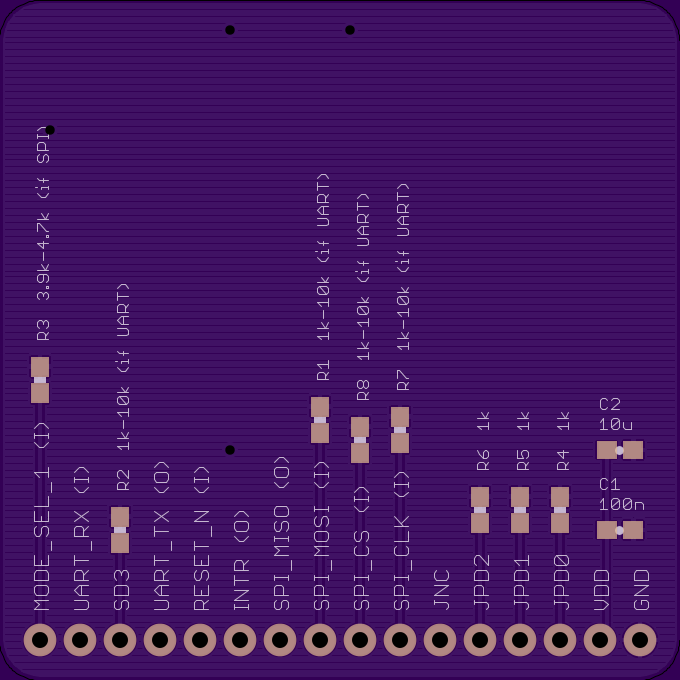 R3 3.9k-4.7k (if SPI)
MODE_SEL_1 (I)
UART_RX (I)
R2 1k-10k (if UART)
SD3
UART_TX (O)
RESET_N (I)
INTR (O)
SPI_MISO (O)
R1 1k-10k (if UART)
SPI_MOSI (I)
R8 1k-10k (if UART)
SPI_CS (I)
R7 1k-10k (if UART)
SPI_CLK (I)
JNC
R6 1k
JPD2
R5 1k
JPD1
R4 1k
JPD0
C2
10u
C1
100n
VDD
GND